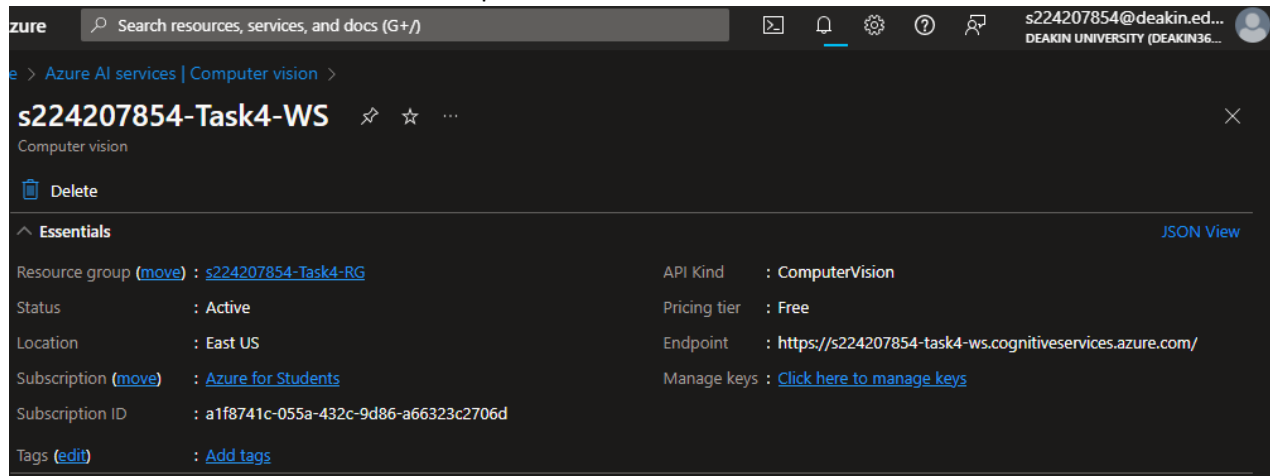 zure
Search resources, services, and docs (G+/)
s224207854@deakin.ed...
DEAKIN UNIVERSITY (DEAKIN36...
e > Azure AI services | Computer vision >
s224207854-Task4-WS
Computer vision
Delete
Essentials
JSON View
Resource group (move) : s224207854-Task4-RG
API Kind : ComputerVision
Status : Active
Pricing tier : Free
Location : East US
Endpoint : https://s224207854-task4-ws.cognitiveservices.azure.com/
Subscription (move) : Azure for Students
Manage keys : Click here to manage keys
Subscription ID : a1f8741c-055a-432c-9d86-a66323c2706d
Tags (edit) : Add tags